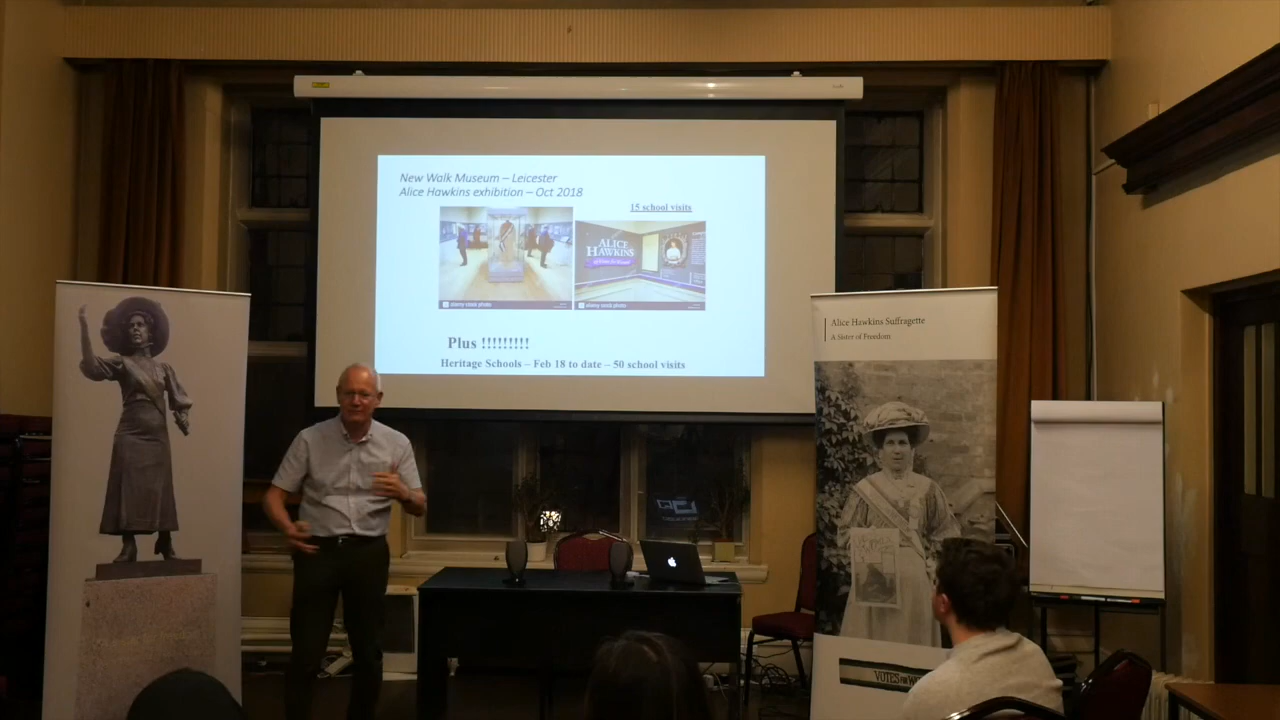 New Walk Museum – Leicester
Alice Hawkins exhibition – Oct 2018
15 school visits
ALICE
HAWKINS
alamy stock photo
alamy stock photo
Plus !!!!!!!!!
Heritage Schools – Feb 18 to date – 50 school visits
Alice Hawkins Suffragette
A Sister of Freedom
VOTES